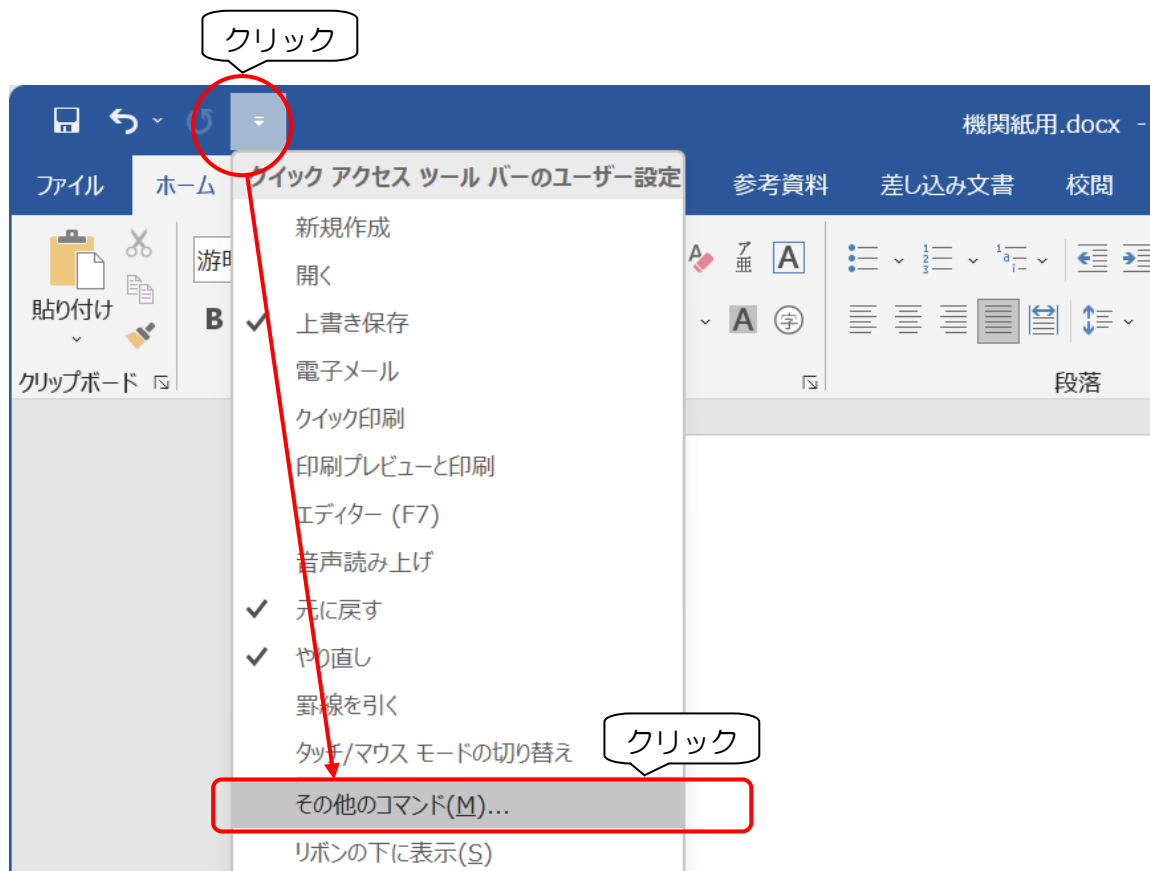 クリック
機関紙用.docx -
ファイル
ホーム
参考資料
差し込み文書
校閲
クイック アクセス ツール バーのユーザー設定
新規作成
開く
上書き保存
電子メール
クイック印刷
印刷プレビューと印刷
エディター (F7)
音声読み上げ
元に戻す
やり直し
罫線を引く
タッチ/マウス モードの切り替え
クリック
その他のコマンド(M)...
リボンの下に表示(S)
貼り付け
クリップボード
游明
B
ア
亜
A
A
字
段落